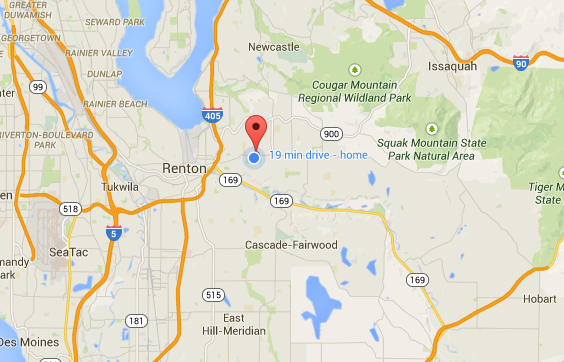 GREATER
DUWAMISH
SEWARD PARK
GEORGETOWN
RAINIER VALLEY
Newcastle
90
Issaquah
DUNLAP
99
RAINIER BEACH
Cougar Mountain
Regional Wildland Park
405
RIVERTON-BOULEVARD
PARK
900
Squak Mountain State
Park Natural Area
19 min drive - home
Renton
169
Tukwila
169
Tiger M
State
518
5
SeaTac
Cascade-Fairwood
mandy
Park
169
515
Hobart
181
East
Hill-Meridian
Des Moines